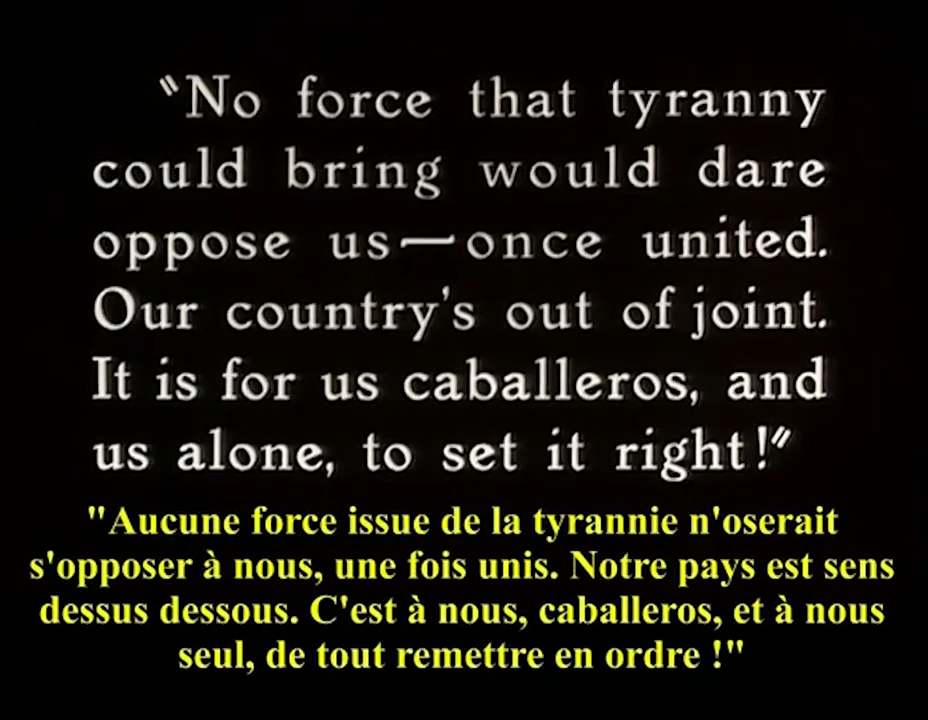 "No force that tyranny
could bring would dare
oppose us—once united.
Our country's out of joint.
It is for us caballeros, and
us alone, to set it right!"
"Aucune force issue de la tyrannie n'oserait
s'opposer à nous, une fois unis. Notre pays est sens
dessus dessous. C'est à nous, caballeros, et à nous
seul, de tout remettre en ordre !"